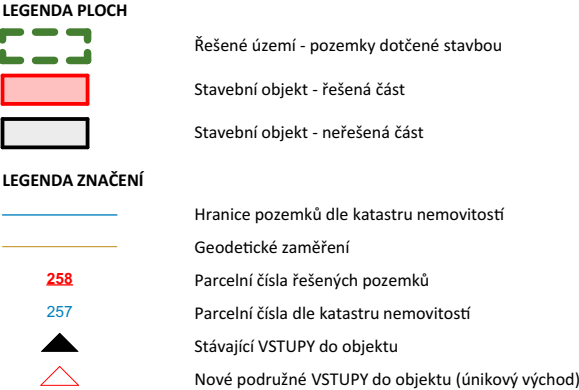 LEGENDA PLOCH
Řešené území - pozemky dotčené stavbou
Stavební objekt - řešená část
Stavební objekt - neřešená část
LEGENDA ZNAČENÍ
Hranice pozemků dle katastru nemovitostí
Geodetické zaměření
258 Parcelní čísla řešených pozemků
257 Parcelní čísla dle katastru nemovitostí
Stávající VSTUPY do objektu
Nové podružné VSTUPY do objektu (únikový východ)